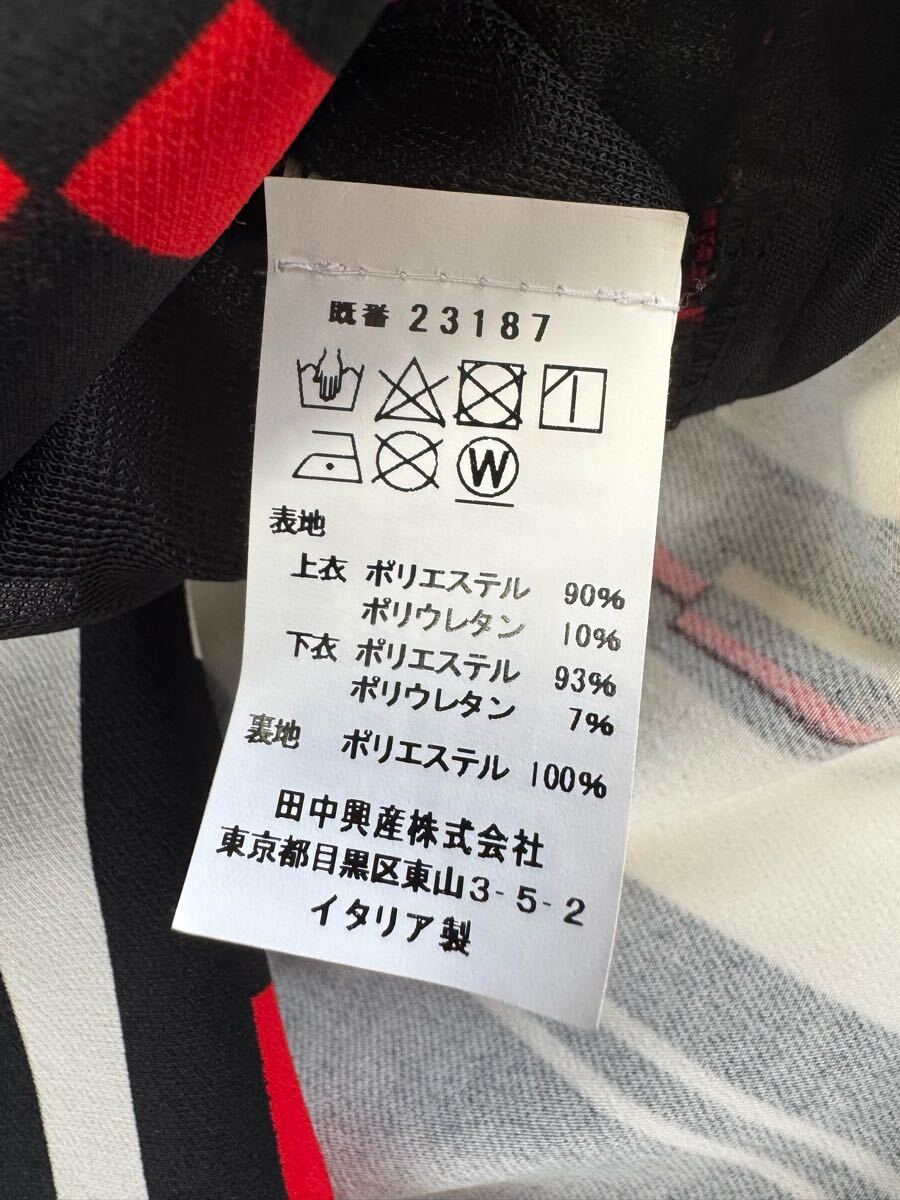 既番 23187
W
表地
上衣 ポリエステル 90%
ポリウレタン 10%
下衣 ポリエステル 93%
ポリウレタン 7%
裏地 ポリエステル 100%
田中興産株式会社
東京都目黒区東山3-5-2
イタリア製